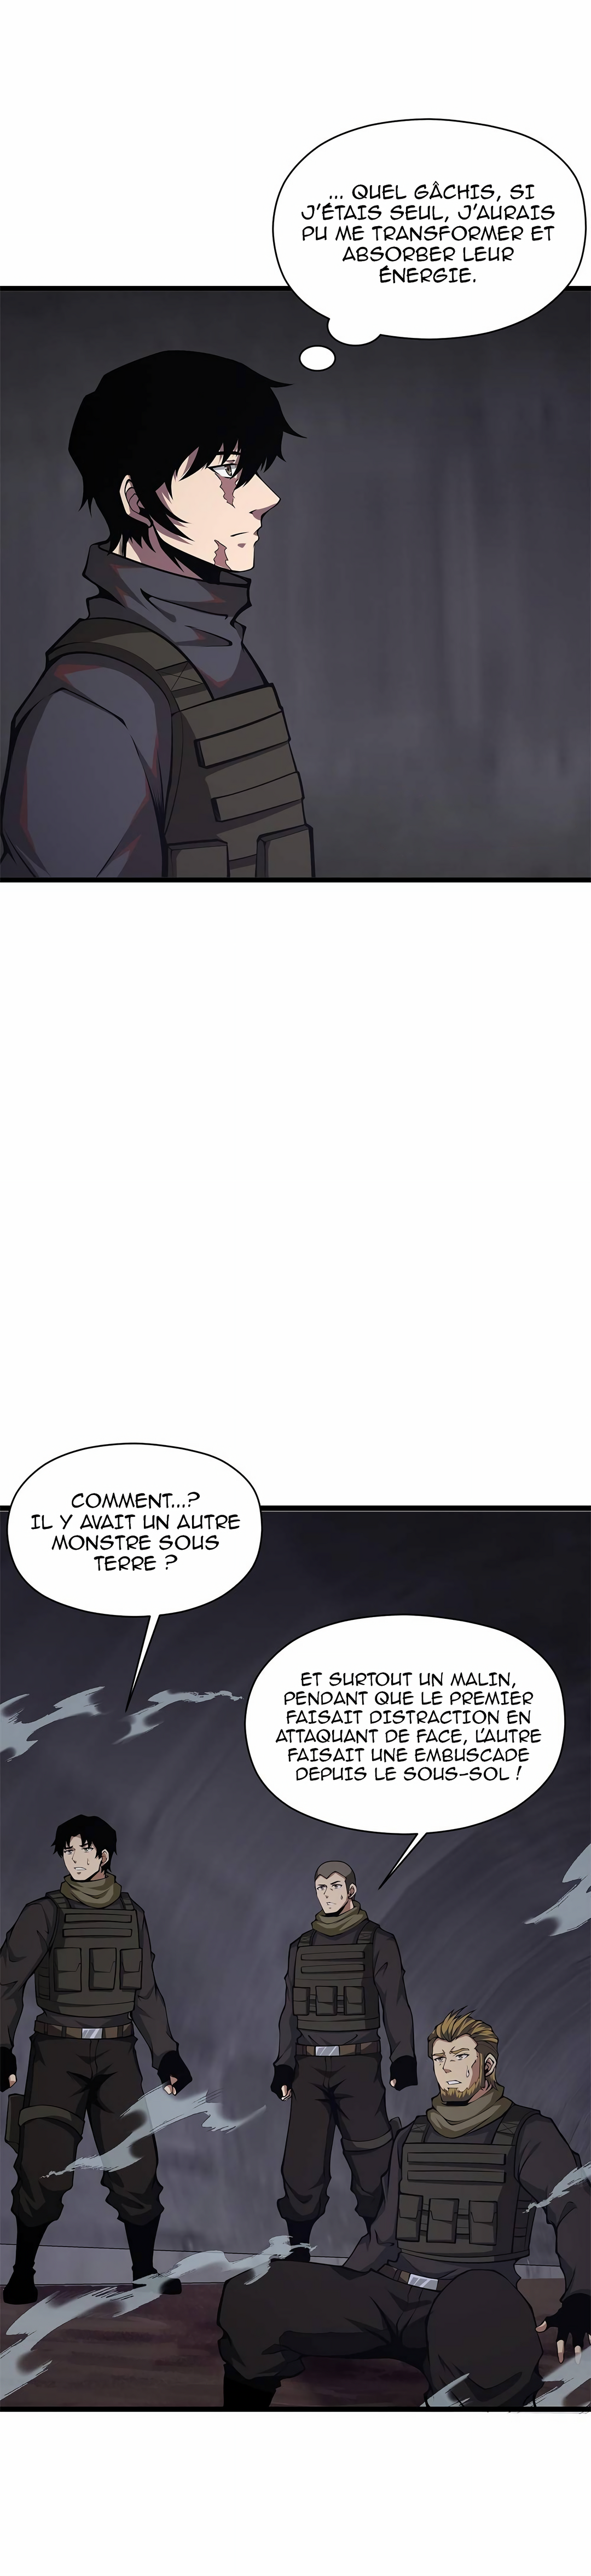 ... QUEL GÂCHIS, SI
J'ÉTAIS SEUL, J'AURAIS
PU ME TRANSFORMER ET
ABSORBER LEUR
ÉNERGIE.
COMMENT...?
IL Y AVAIT UN AUTRE
MONSTRE SOUS
TERRE ?
ET SURTOUT UN MALIN,
PENDANT QUE LE PREMIER
FAISAIT DISTRACTION EN
ATTAQUANT DE FACE, L'AUTRE
FAISAIT UNE EMBUSCADE
DEPUIS LE SOUS-SOL !